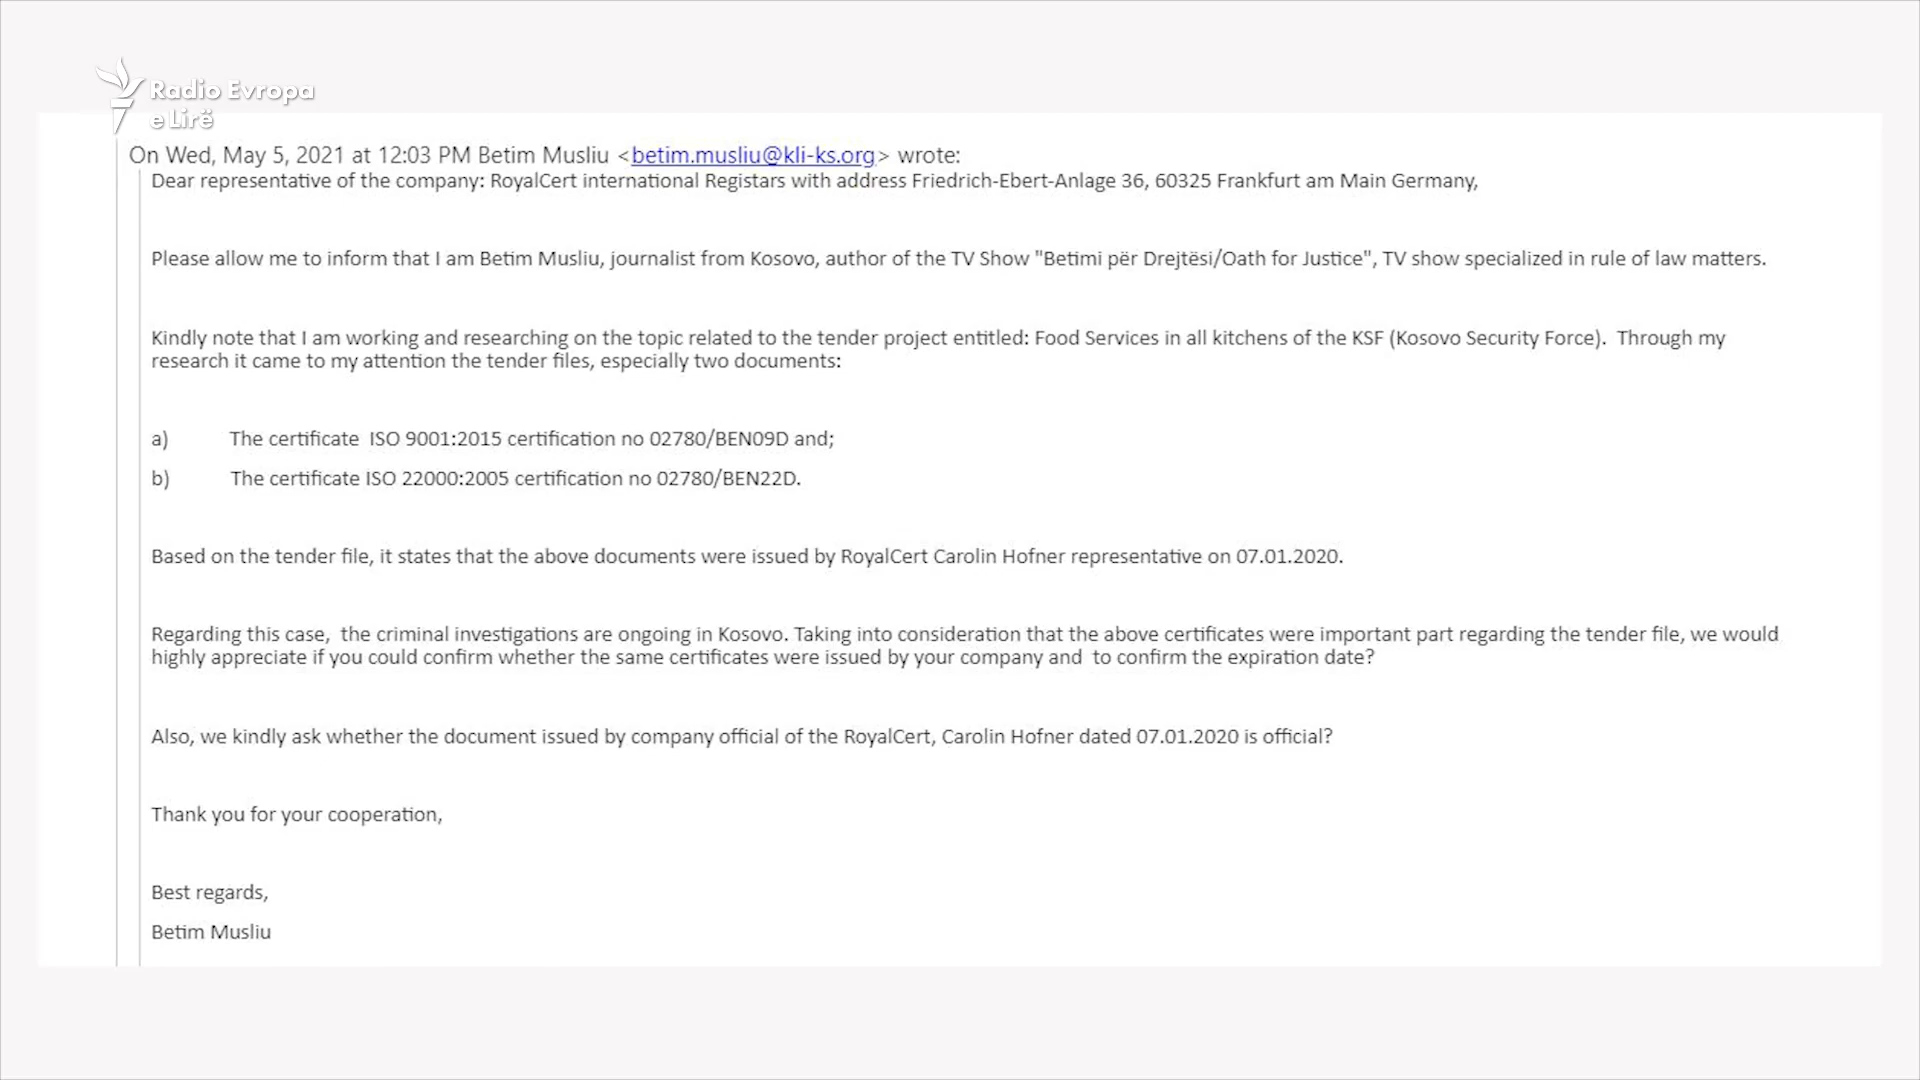 Radio Evropa
e Lirë
On Wed, May 5, 2021 at 12:03 PM Betim Musliu <betim.musliu@kli-ks.org> wrote:
Dear representative of the company: RoyalCert international Registars with address Friedrich-Ebert-Anlage 36, 60325 Frankfurt am Main Germany,
Please allow me to inform that I am Betim Musliu, journalist from Kosovo, author of the TV Show "Betimi për Drejtësi/Oath for Justice", TV show specialized in rule of law matters.
Kindly note that I am working and researching on the topic related to the tender project entitled: Food Services in all kitchens of the KSF (Kosovo Security Force). Through my
research it came to my attention the tender files, especially two documents:
a) The certificate ISO 9001:2015 certification no 02780/BEN09D and;
b) The certificate ISO 22000:2005 certification no 02780/BEN22D.
Based on the tender file, it states that the above documents were issued by RoyalCert Carolin Hofner representative on 07.01.2020.
Regarding this case, the criminal investigations are ongoing in Kosovo. Taking into consideration that the above certificates were important part regarding the tender file, we would
highly appreciate if you could confirm whether the same certificates were issued by your company and to confirm the expiration date?
Also, we kindly ask whether the document issued by company official of the RoyalCert, Carolin Hofner dated 07.01.2020 is official?
Thank you for your cooperation,
Best regards,
Betim Musliu